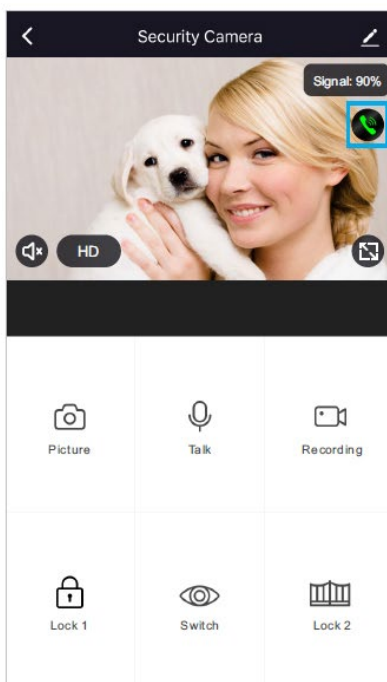 Security Camera
Signal: 90%
HD
Picture
Talk
Recording
Lock 1
Switch
Lock 2